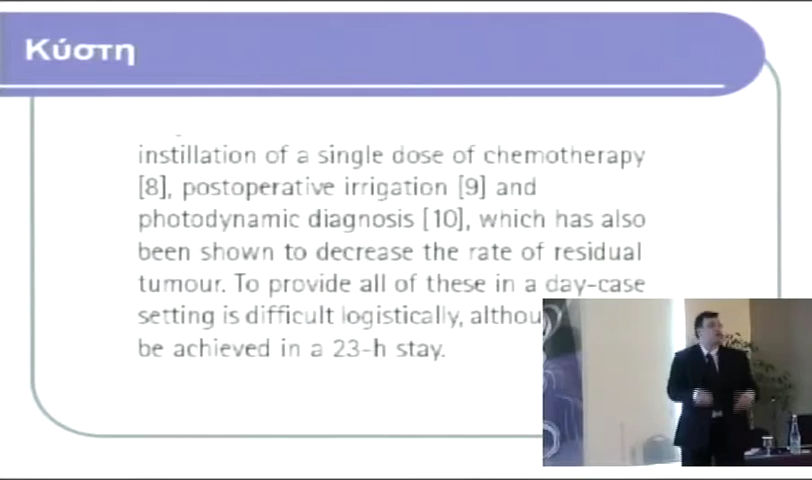 Κύστη
instillation of a single dose of chemotherapy
[8], postoperative irrigation [9] and
photodynamic diagnosis [10], which has also
been shown to decrease the rate of residual
tumour. To provide all of these in a day-case
setting is difficult logistically, althou
be achieved in a 23-h stay.